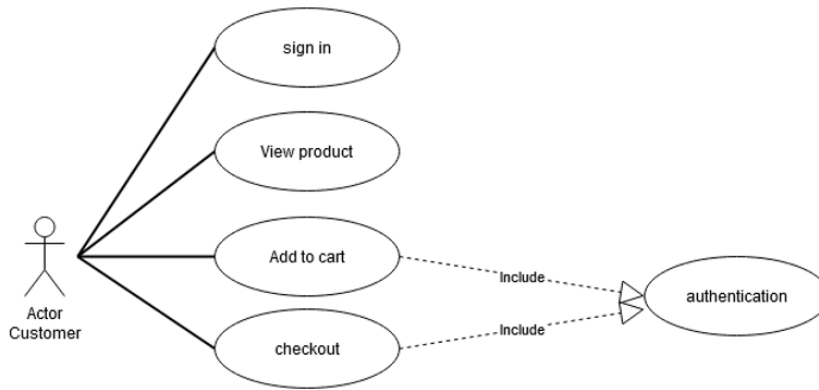 sign in
View product
Add to cart
Include
authentication
Actor
Customer
checkout
Include